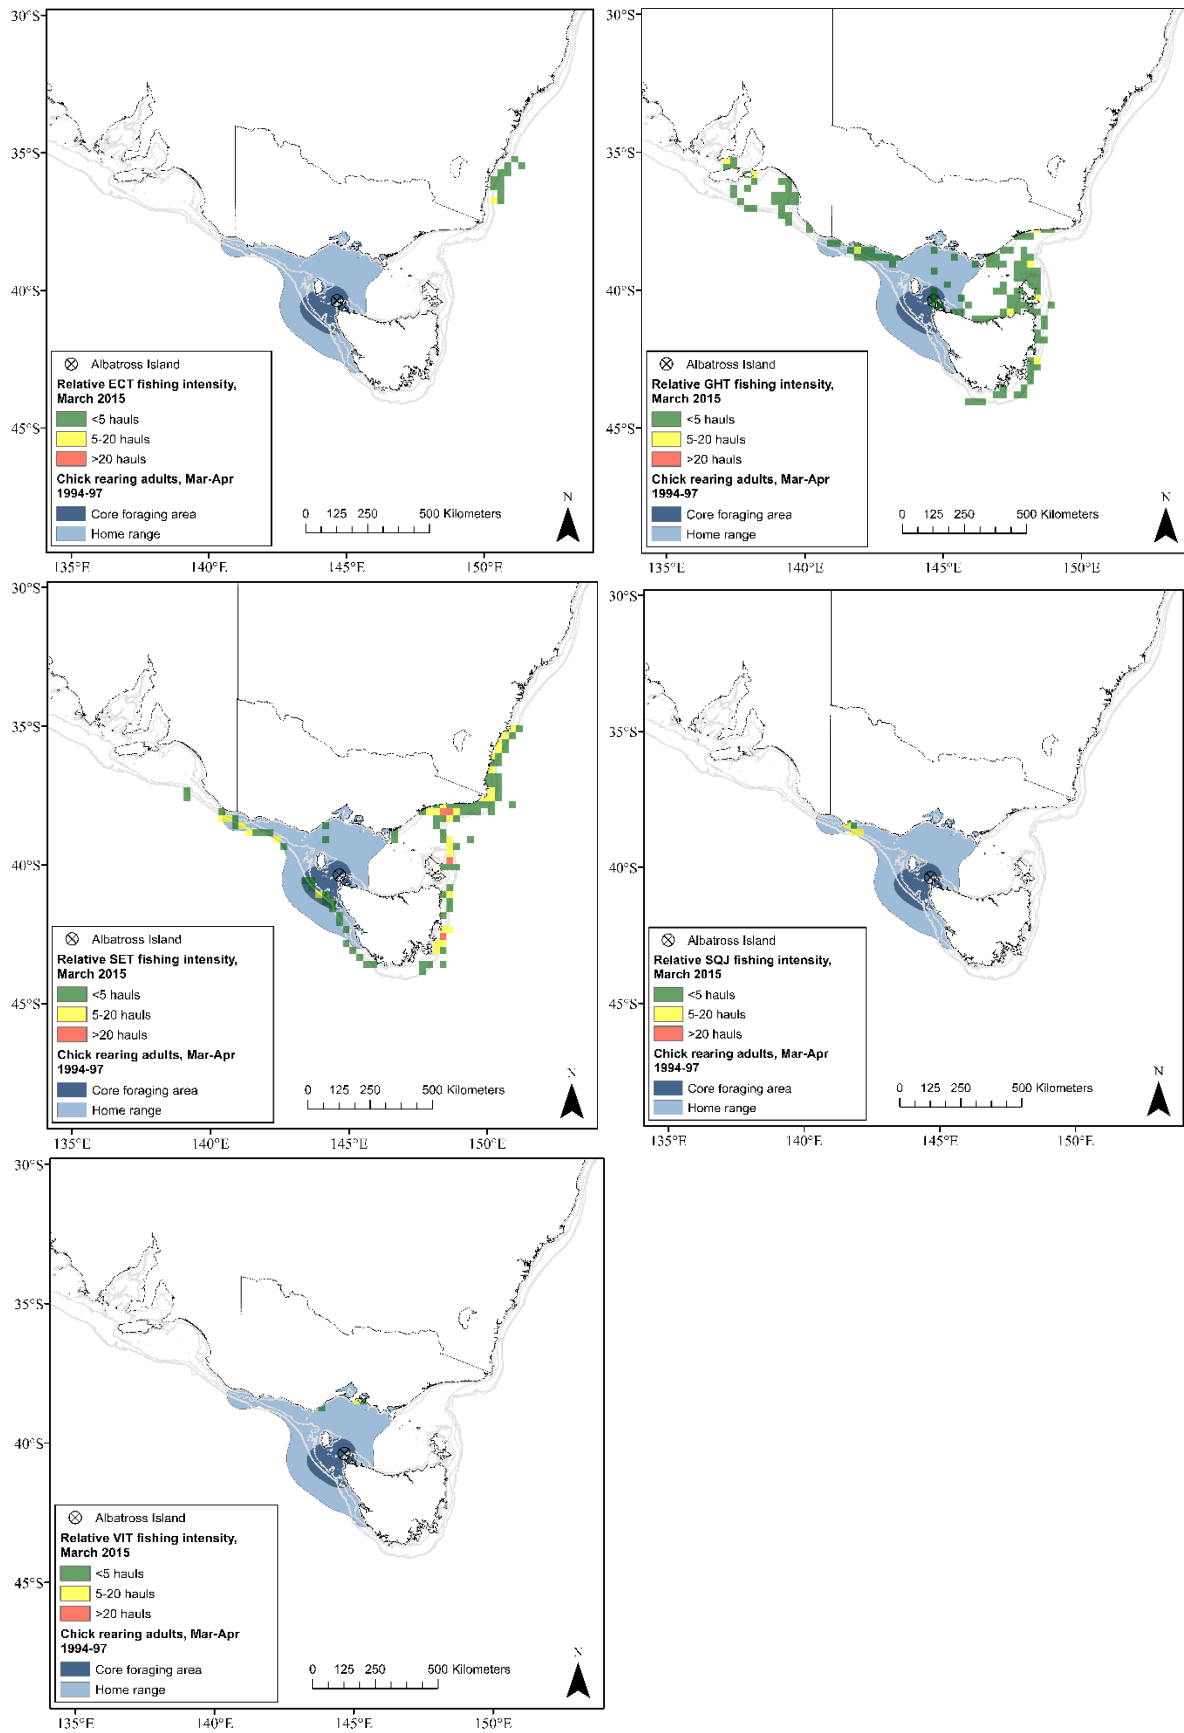 30°S
35°S
40°S
45°S
Albatross Island
Relative ECT fishing intensity,
March 2015
<5 hauls
5-20 hauls
>20 hauls
Chick rearing adults, Mar-Apr
1994-97
Core foraging area
Home range
0 125 250 500 Kilometers
N
135°E 140°E 145°E 150°E
30°S
35°S
40°S
45°S
Albatross Island
Relative GHT fishing intensity,
March 2015
<5 hauls
5-20 hauls
>20 hauls
Chick rearing adults, Mar-Apr
1994-97
Core foraging area
Home range
0 125 250 500 Kilometers
N
135°E 140°E 145°E 150°E
30°S
35°S
40°S
45°S
Albatross Island
Relative SET fishing intensity,
March 2015
<5 hauls
5-20 hauls
>20 hauls
Chick rearing adults, Mar-Apr
1994-97
Core foraging area
Home range
0 125 250 500 Kilometers
N
135°E 140°E 145°E 150°E
30°S
35°S
40°S
45°S
Albatross Island
Relative SQJ fishing intensity,
March 2015
<5 hauls
5-20 hauls
>20 hauls
Chick rearing adults, Mar-Apr
1994-97
Core foraging area
Home range
0 125 250 500 Kilometers
N
135°E 140°E 145°E 150°E
30°S
35°S
40°S
45°S
Albatross Island
Relative VIT fishing intensity,
March 2015
<5 hauls
5-20 hauls
>20 hauls
Chick rearing adults, Mar-Apr
1994-97
Core foraging area
Home range
0 125 250 500 Kilometers
N
135°E 140°E 145°E 150°E